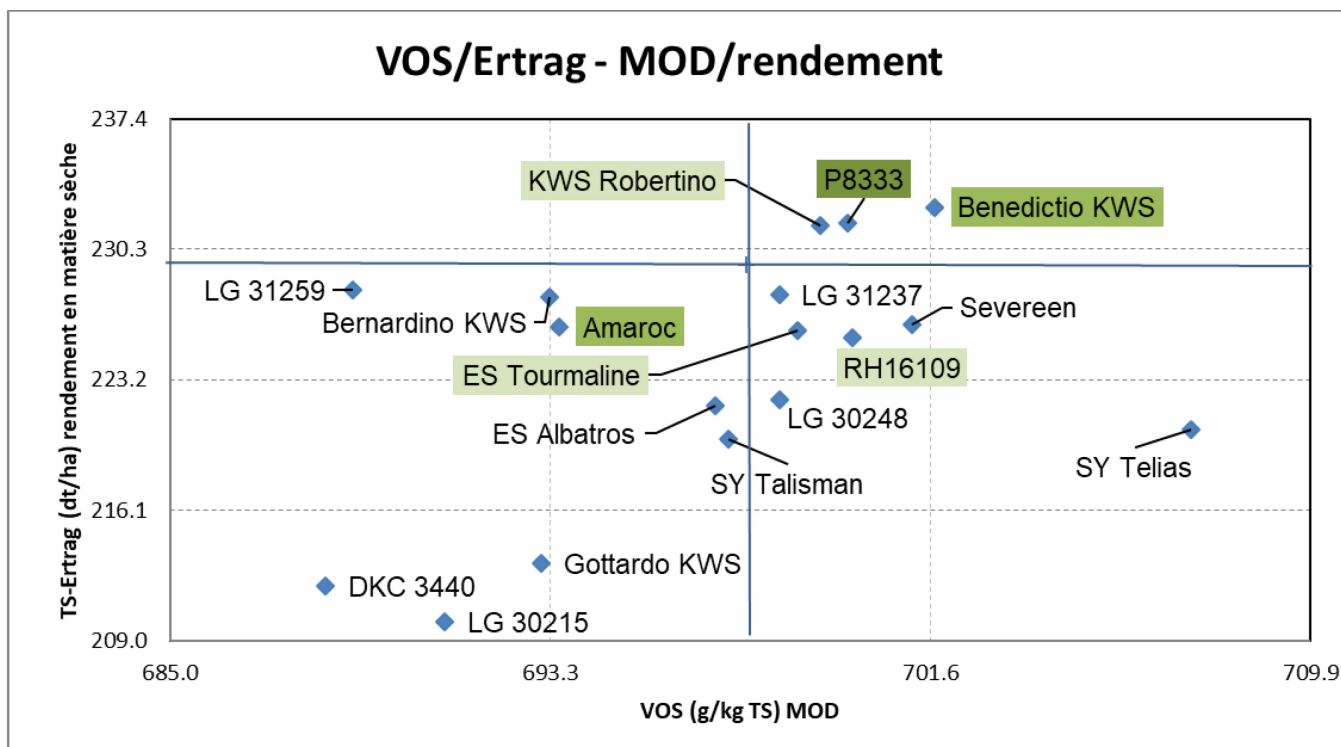 VOS/Ertrag - MOD/rendement
TS-Ertrag (dt/ha) rendement en matière sèche
237.4
230.3
223.2
216.1
209.0
KWS Robertino
P8333
Benedictio KWS
LG 31259
Bernardino KWS
Amaroc
LG 31237
Severeen
ES Tourmaline
RH16109
ES Albatros
LG 30248
SY Talisman
SY Telias
Gottardo KWS
DKC 3440
LG 30215
685.0
693.3
701.6
709.9
VOS (g/kg TS) MOD